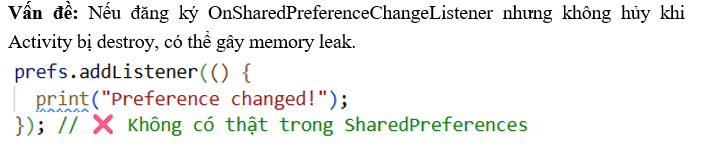 Vấn đề: Nếu đăng ký OnSharedPreferenceChangeListener nhưng không hủy khi
Activity bị destroy, có thể gây memory leak.
prefs.addListener(() {
print("Preference changed!");
}); // ❌ Không có thật trong SharedPreferences